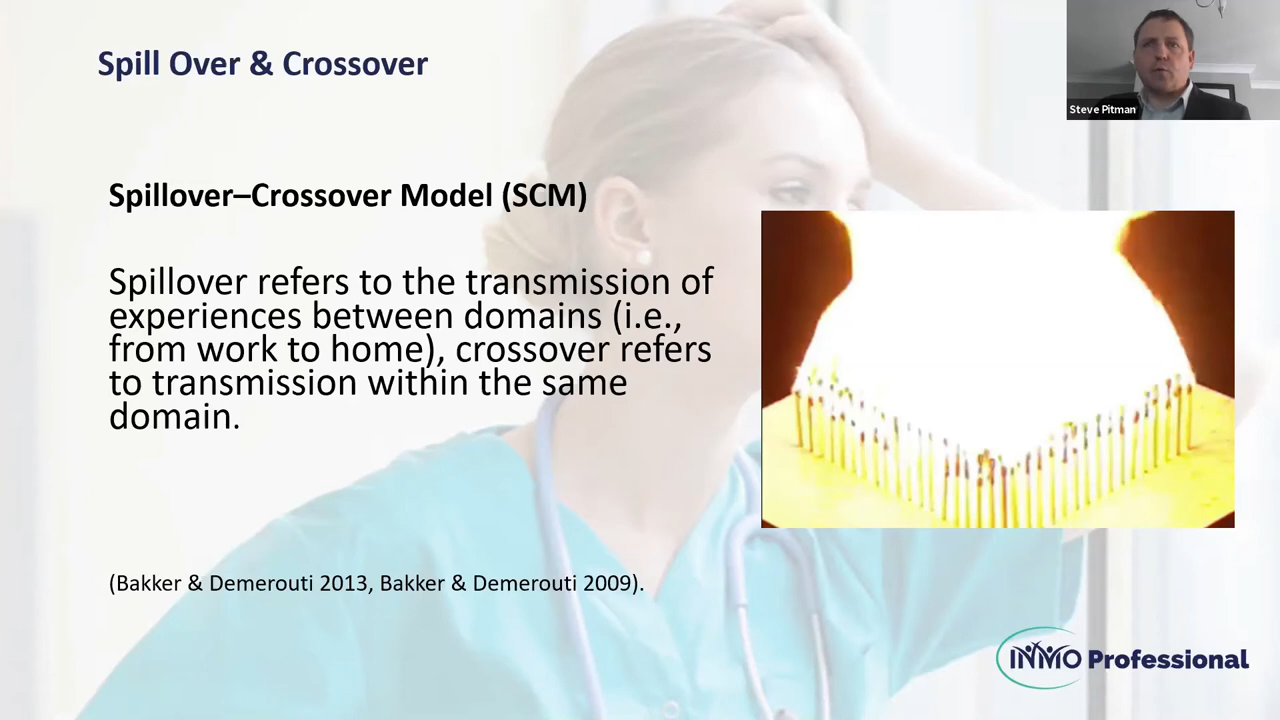 Spill Over & Crossover
Steve Pitman
Spillover–Crossover Model (SCM)
Spillover refers to the transmission of
experiences between domains (i.e.,
from work to home), crossover refers
to transmission within the same
domain.
(Bakker & Demerouti 2013, Bakker & Demerouti 2009).
INMO Professional